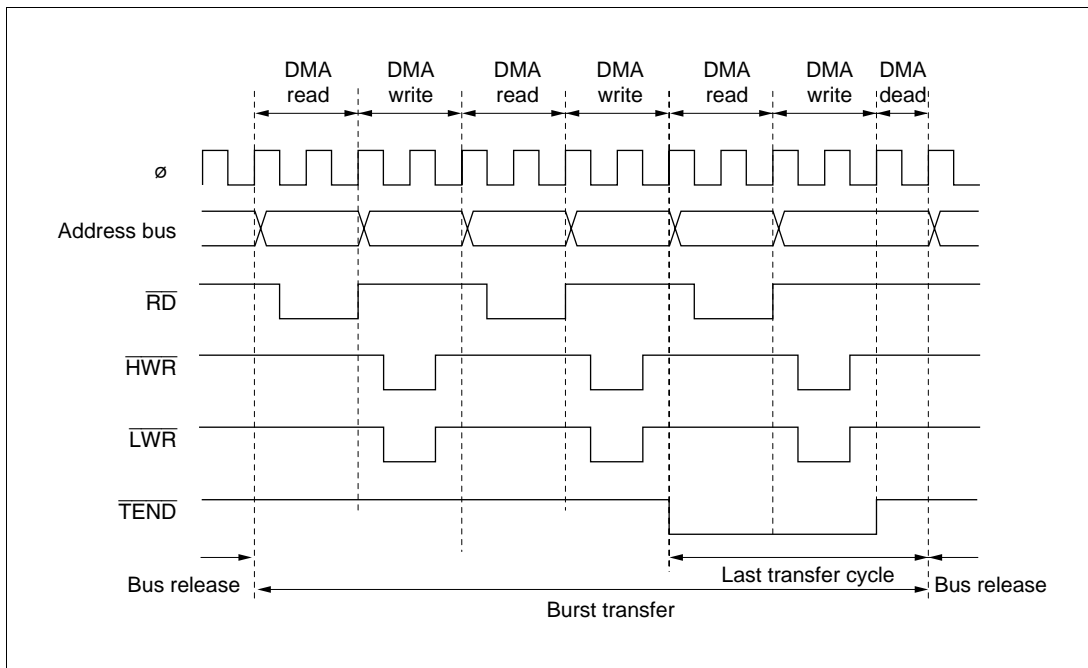 DMA read
DMA write
DMA read
DMA write
DMA read
DMA write
DMA dead
ø
Address bus
RD
HWR
LWR
TEND
Bus release
Last transfer cycle
Bus release
Burst transfer